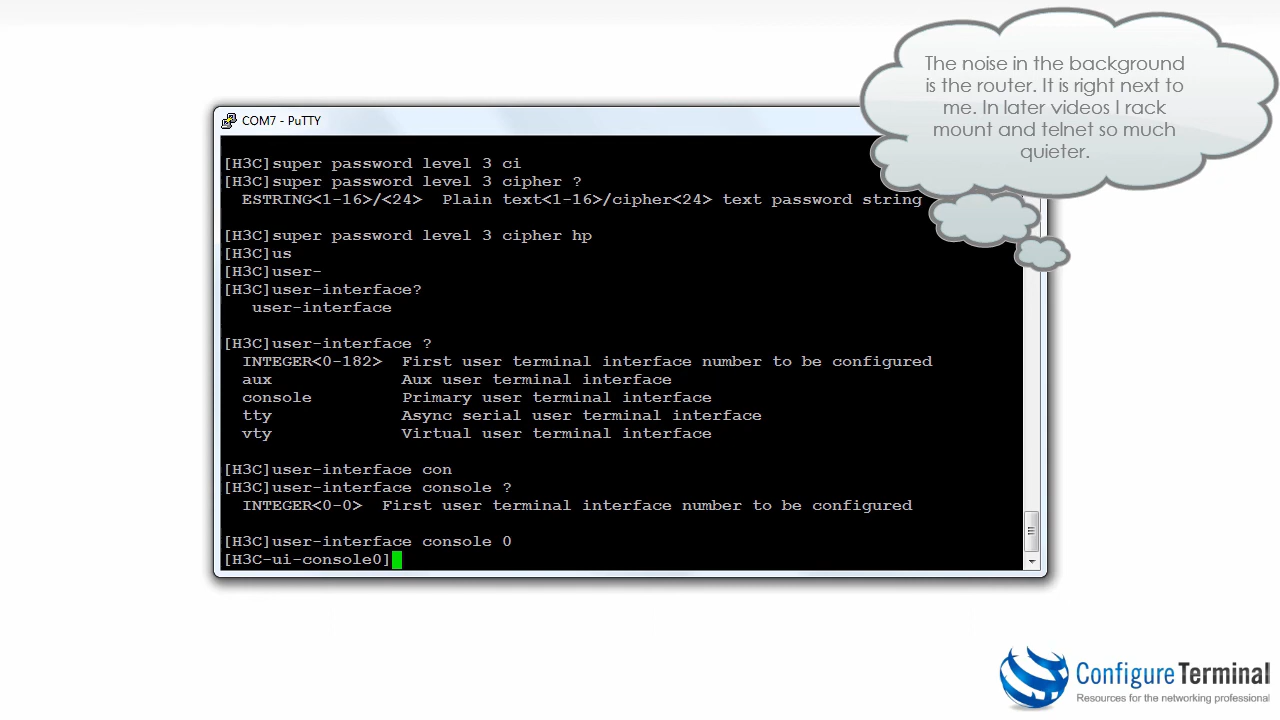 The noise in the background
is the router. It is right next to
me. In later videos I rack
mount and telnet so much
quieter.
COM7 - PuTTY
[H3C]super password level 3 ci
[H3C]super password level 3 cipher ?
  ESTRING<1-16>/<24>  Plain text<1-16>/cipher<24> text password string
[H3C]super password level 3 cipher hp
[H3C]us
[H3C]user-
[H3C]user-interface?
   user-interface
[H3C]user-interface ?
  INTEGER<0-182>  First user terminal interface number to be configured
  aux             Aux user terminal interface
  console         Primary user terminal interface
  tty             Async serial user terminal interface
  vty             Virtual user terminal interface
[H3C]user-interface con
[H3C]user-interface console ?
  INTEGER<0-0>  First user terminal interface number to be configured
[H3C]user-interface console 0
[H3C-ui-console0]
Configure Terminal
Resources for the networking professional